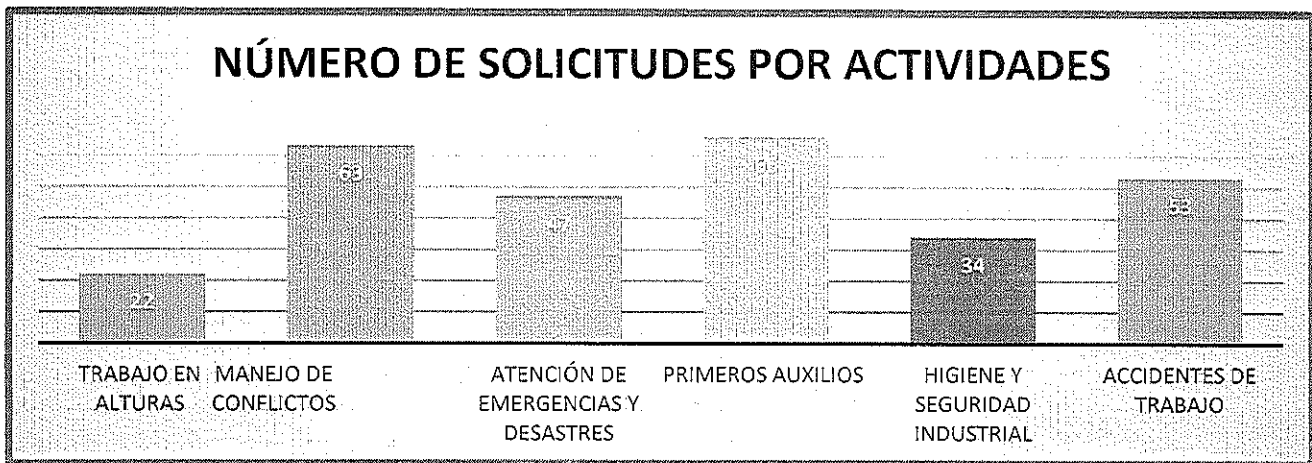 NÚMERO DE SOLICITUDES POR ACTIVIDADES
22
63
47
34
53
TRABAJO EN ALTURAS
MANEJO DE CONFLICTOS
ATENCIÓN DE EMERGENCIAS Y DESASTRES
PRIMEROS AUXILIOS
HIGIENE Y SEGURIDAD INDUSTRIAL
ACCIDENTES DE TRABAJO